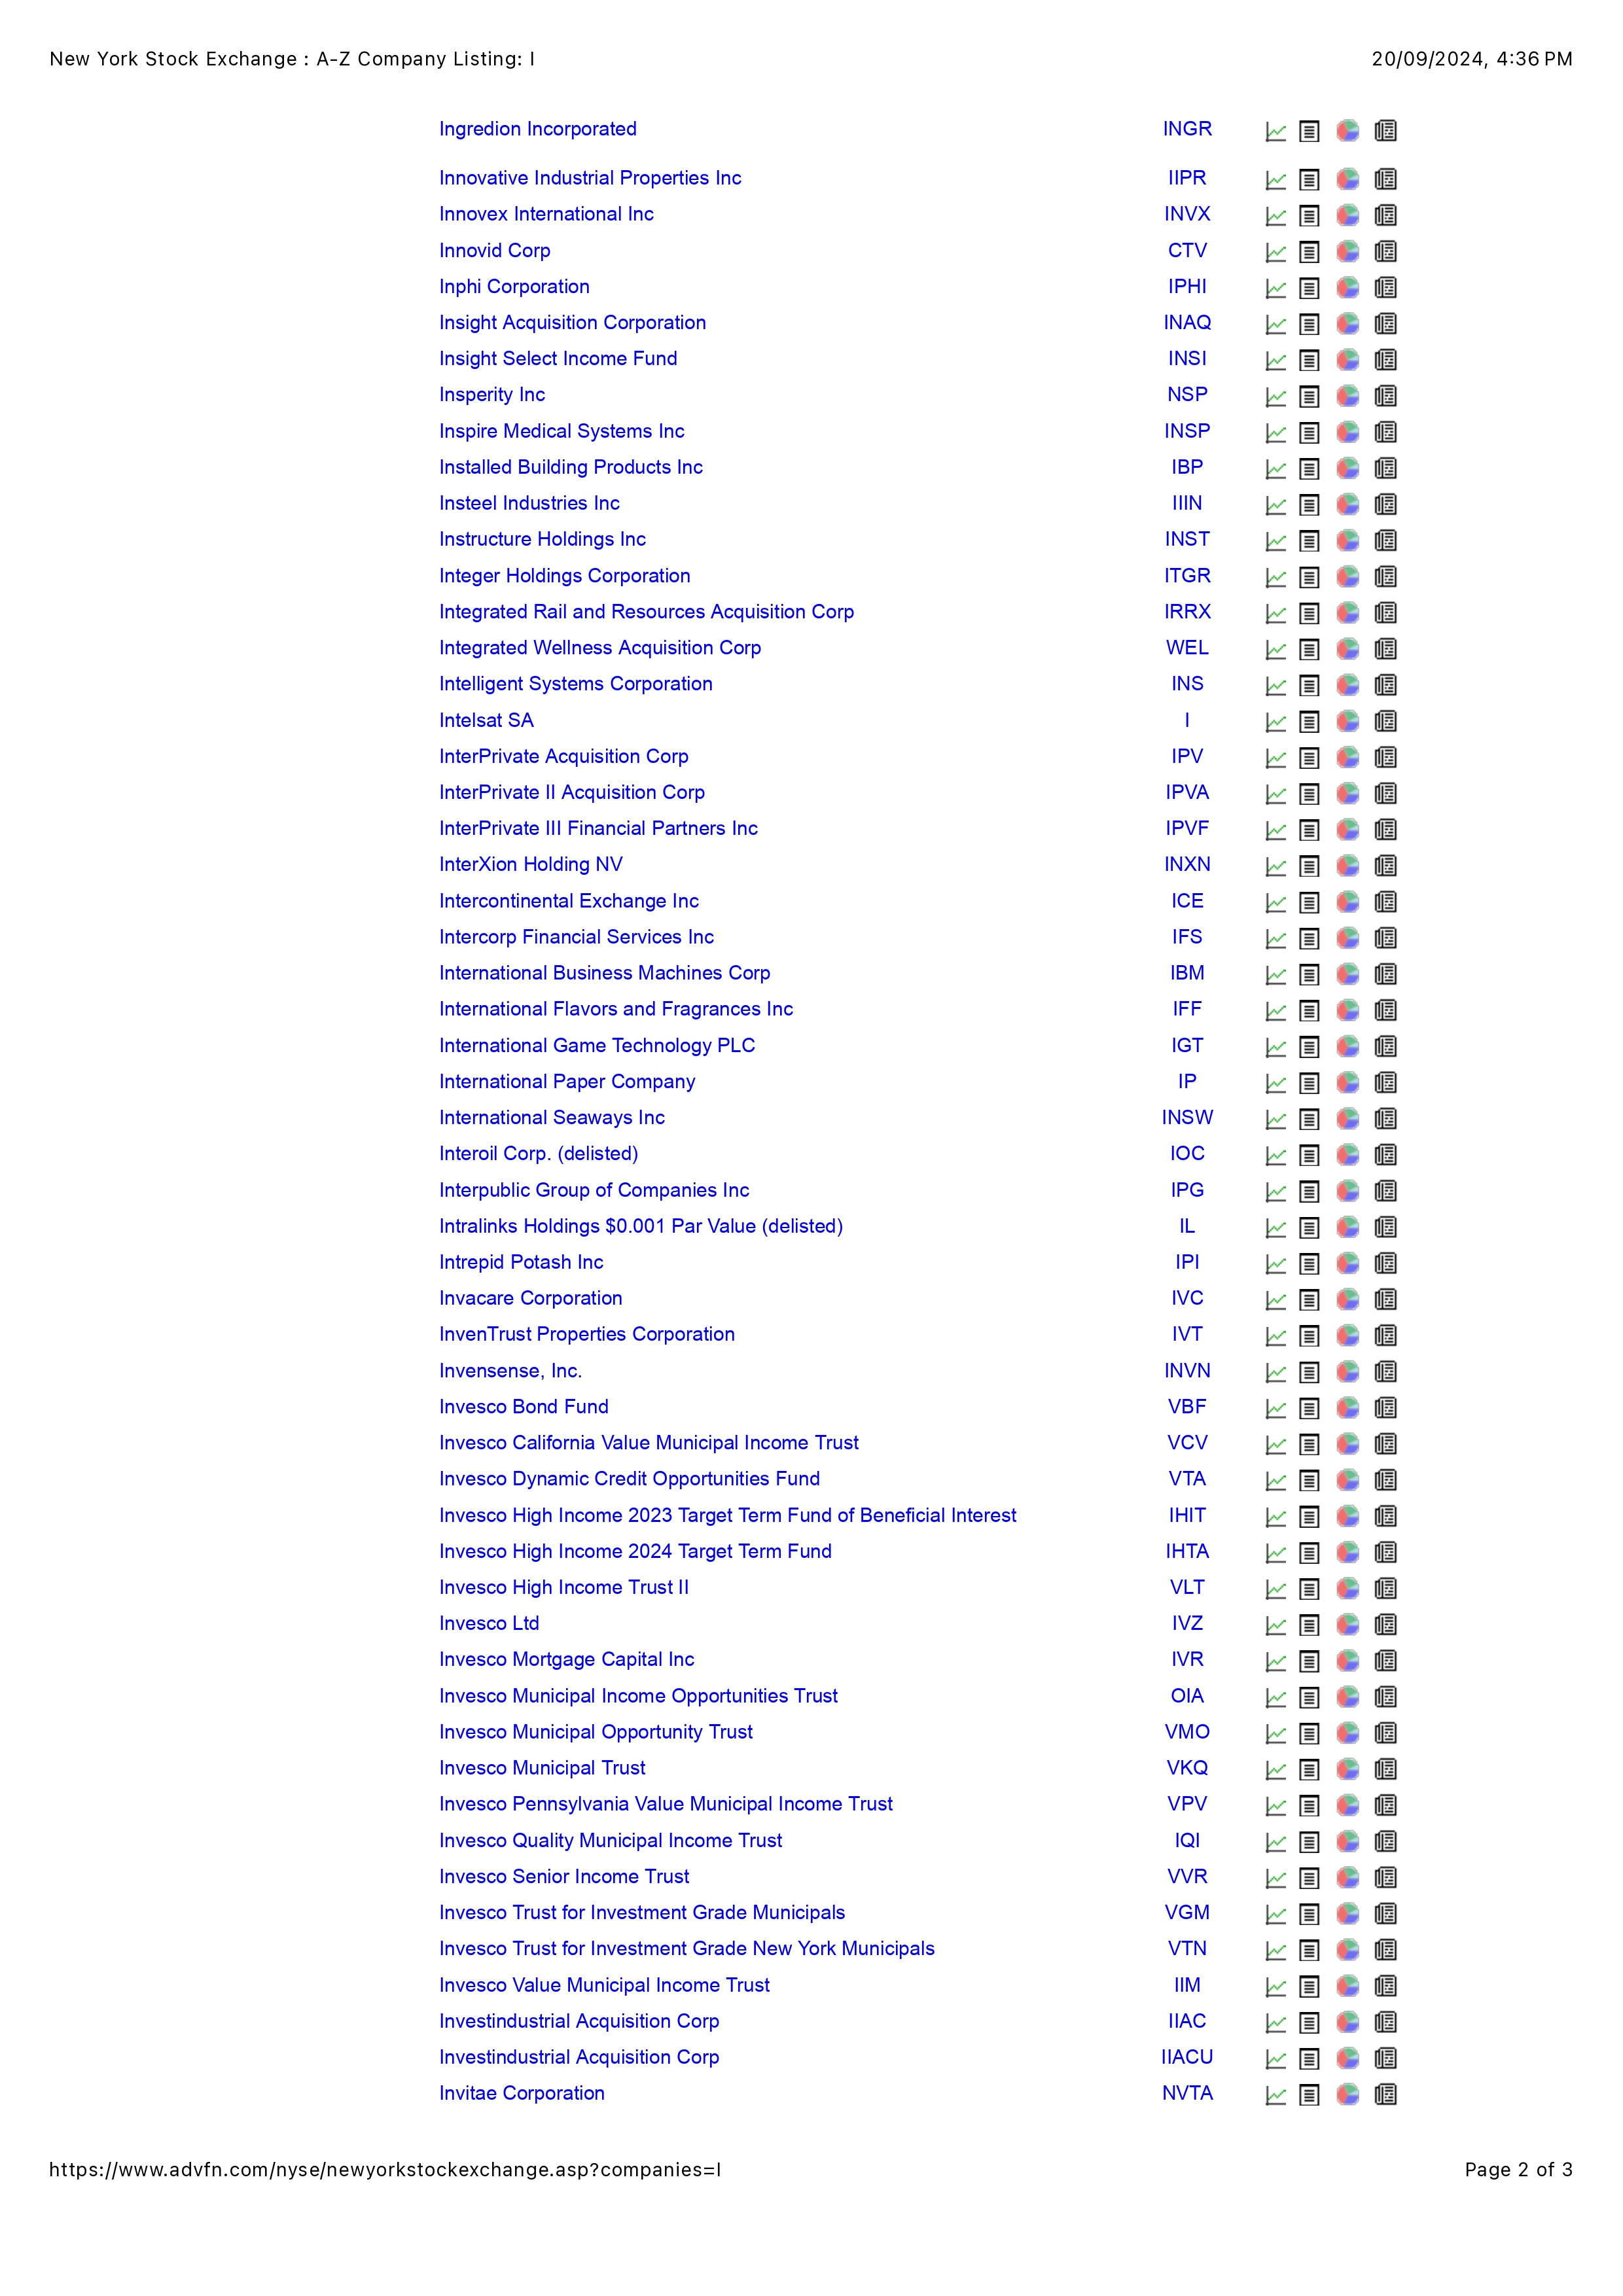 New York Stock Exchange : A-Z Company Listing: I 20/09/2024, 4:36 PM
Ingredion Incorporated INGR
Innovative Industrial Properties Inc IIPR
Innovex International Inc INVX
Innovid Corp CTV
Inphi Corporation IPHI
Insight Acquisition Corporation INAQ
Insight Select Income Fund INSI
Insperity Inc NSP
Inspire Medical Systems Inc INSP
Installed Building Products Inc IBP
Insteel Industries Inc IIIN
Instructure Holdings Inc INST
Integer Holdings Corporation ITGR
Integrated Rail and Resources Acquisition Corp IRRX
Integrated Wellness Acquisition Corp WEL
Intelligent Systems Corporation INS
Intelsat SA I
InterPrivate Acquisition Corp IPV
InterPrivate II Acquisition Corp IPVA
InterPrivate III Financial Partners Inc IPVF
InterXion Holding NV INXN
Intercontinental Exchange Inc ICE
Intercorp Financial Services Inc IFS
International Business Machines Corp IBM
International Flavors and Fragrances Inc IFF
International Game Technology PLC IGT
International Paper Company IP
International Seaways Inc INSW
Interoil Corp. (delisted) IOC
Interpublic Group of Companies Inc IPG
Intralinks Holdings $0.001 Par Value (delisted) IL
Intrepid Potash Inc IPI
Invacare Corporation IVC
InvenTrust Properties Corporation IVT
Invensense, Inc. INVN
Invesco Bond Fund VBF
Invesco California Value Municipal Income Trust VCV
Invesco Dynamic Credit Opportunities Fund VTA
Invesco High Income 2023 Target Term Fund of Beneficial Interest IHIT
Invesco High Income 2024 Target Term Fund IHTA
Invesco High Income Trust II VLT
Invesco Ltd IVZ
Invesco Mortgage Capital Inc IVR
Invesco Municipal Income Opportunities Trust OIA
Invesco Municipal Opportunity Trust VMO
Invesco Municipal Trust VKQ
Invesco Pennsylvania Value Municipal Income Trust VPV
Invesco Quality Municipal Income Trust IQI
Invesco Senior Income Trust VVR
Invesco Trust for Investment Grade Municipals VGM
Invesco Trust for Investment Grade New York Municipals VTN
Invesco Value Municipal Income Trust IIM
Investindustrial Acquisition Corp IIAC
Investindustrial Acquisition Corp IIACU
Invitae Corporation NVTA
https://www.advfn.com/nyse/newyorkstockexchange.asp?companies=I Page 2 of 3